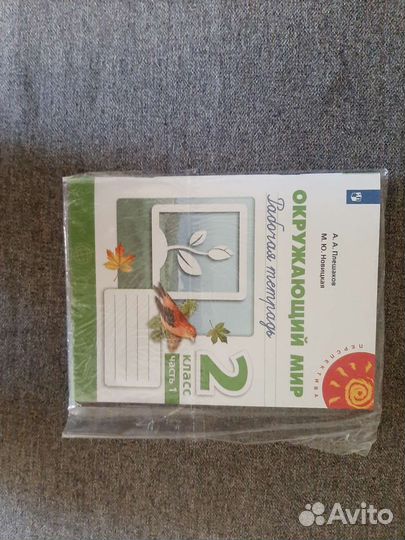 А. А. Плешаков
М. Ю. Новицкая
ОКРУЖАЮЩИЙ МИР
Рабочая тетрадь
2
класс
часть 1
ПЕРСПЕКТИВА
Avito